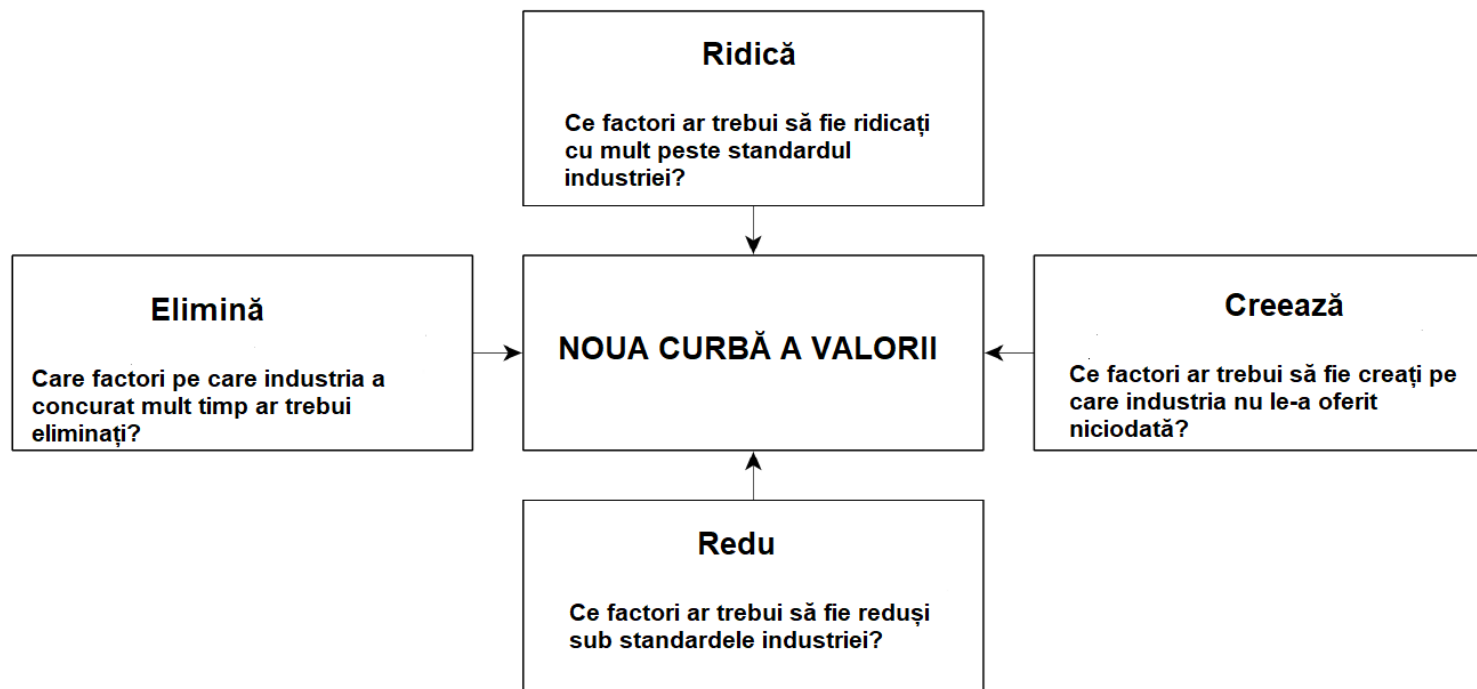 Ridică
Ce factori ar trebui să fie ridicați
cu mult peste standardul
industriei?
Elimină
Care factori pe care industria a
concurat mult timp ar trebui
eliminați?
NOUA CURBĂ A VALORII
Creează
Ce factori ar trebui să fie creați pe
care industria nu le-a oferit
niciodată?
Redu
Ce factori ar trebui să fie reduși
sub standardele industriei?